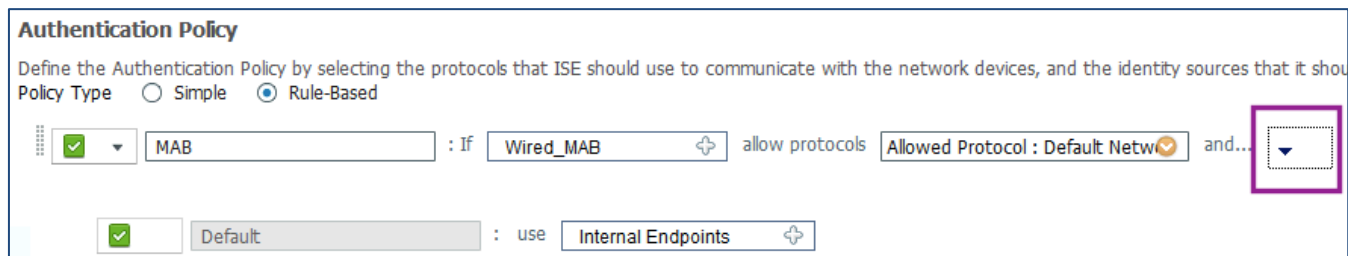 Authentication Policy
Define the Authentication Policy by selecting the protocols that ISE should use to communicate with the network devices, and the identity sources that it shou
Policy Type Simple Rule-Based
MAB : If Wired_MAB allow protocols Allowed Protocol : Default Netw and...
Default : use Internal Endpoints